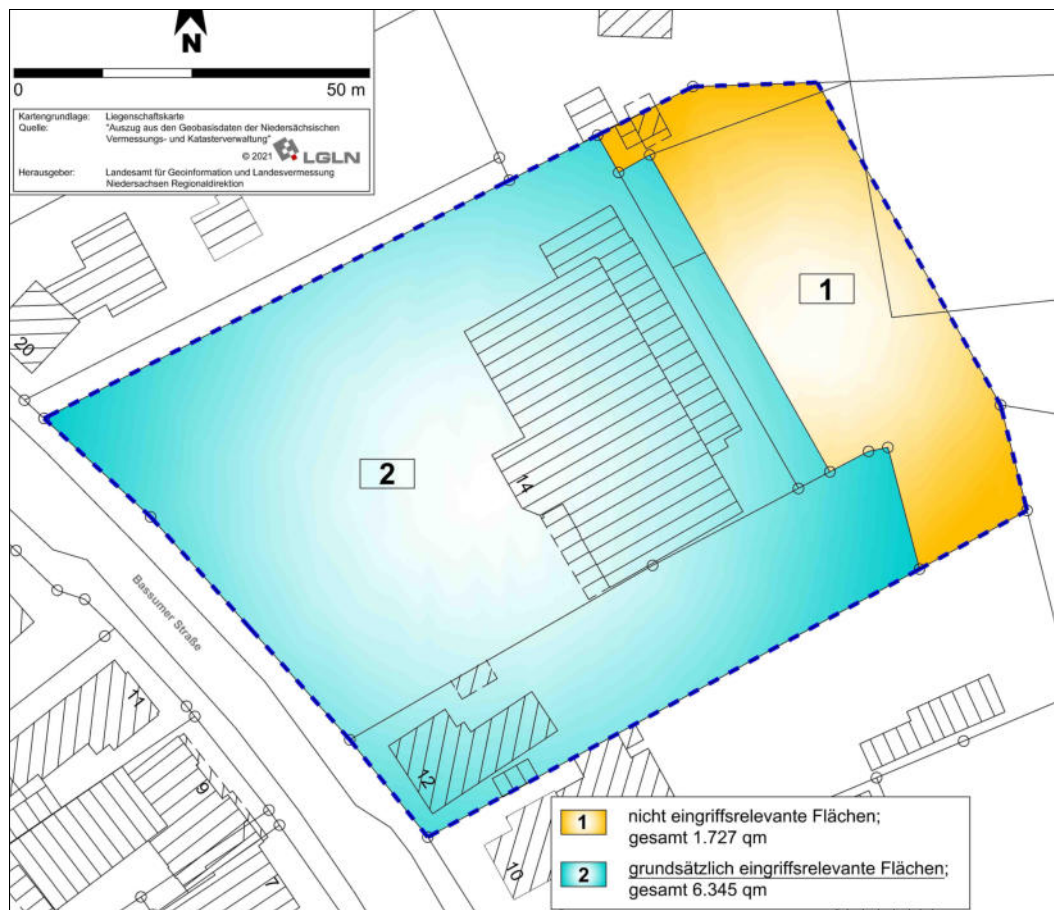 N
0 50 m
Kartengrundlage: Liegenschaftskarte
Quelle: "Auszug aus den Geobasisdaten der Niedersächsischen
Vermessungs- und Katasterverwaltung"
© 2021 LGLN
Herausgeber: Landesamt für Geoinformation und Landesvermessung
Niedersachsen Regionaldirektion
1
20
2
14
Bassumer Straße
11
12
9
10
7
1 nicht eingriffsrelevante Flächen;
gesamt 1.727 qm
2 grundsätzlich eingriffsrelevante Flächen;
gesamt 6.345 qm